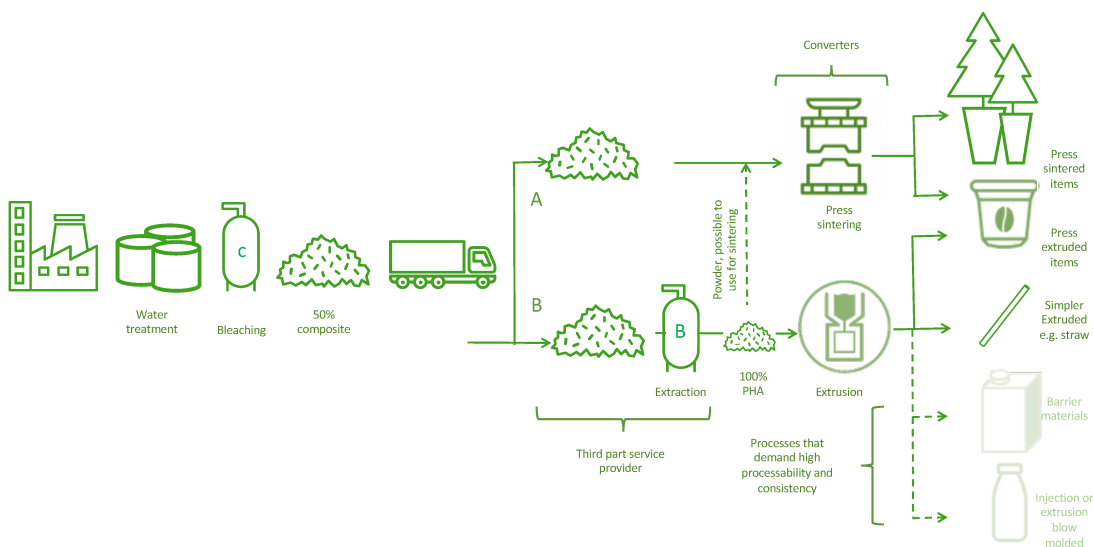 Converters
Press
sintered
items
A
Powder, possible to
use for sintering
Press
sintering
C
Press
extruded
items
Water
treatment
Bleaching
50%
composite
B
B
Simpler
Extruded
e.g. straw
Extraction
100%
PHA
Extrusion
Barrier
materials
Third part service
provider
Processes that
demand high
processability and
consistency
Injection or
extrusion
blow
molded